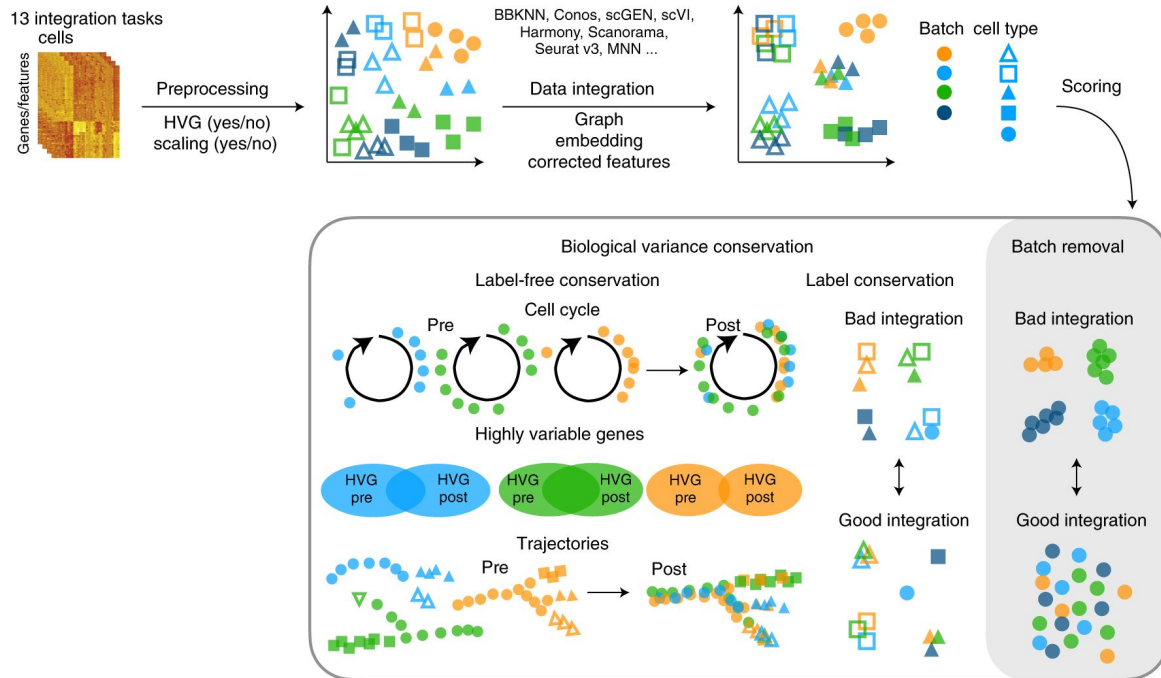 13 integration tasks
cells
Genes/features
Preprocessing
HVG (yes/no)
scaling (yes/no)
BBKNN, Conos, scGEN, scVI,
Harmony, Scanorama,
Seurat v3, MNN ...
Data integration
Graph
embedding
corrected features
Batch cell type
Scoring
Biological variance conservation
Batch removal
Label-free conservation
Label conservation
Cell cycle
Pre
Post
Bad integration
Bad integration
Highly variable genes
HVG
pre
HVG
post
HVG
pre
HVG
post
HVG
pre
HVG
post
Good integration
Good integration
Trajectories
Pre
Post